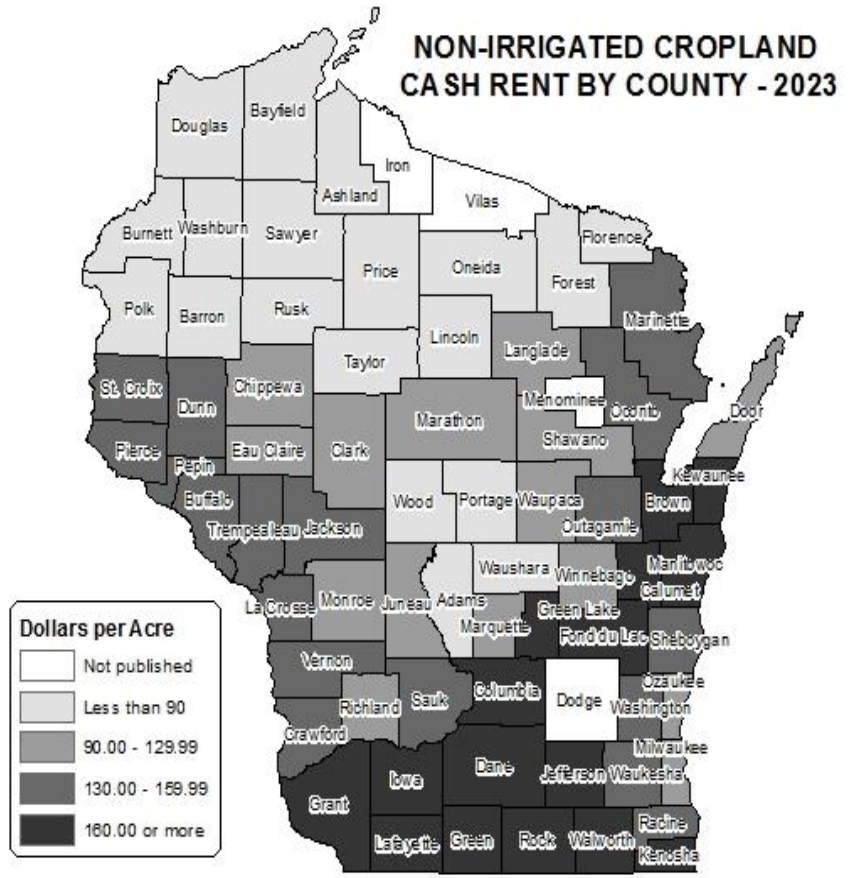 NON-IRRIGATED CROPLAND
CASH RENT BY COUNTY - 2023
Douglas
Bayfield
Iron
Ashland
Vilas
Burnett
Washburn
Sawyer
Florence
Price
Oneida
Forest
Polk
Barron
Rusk
Marinette
Lincoln
Taylor
Langlade
St. Croix
Chippewa
Dunn
Menominee
Oconto
Door
Marathon
Shawano
Pierce
Eau Claire
Clark
Pepin
Kewaunee
Buffalo
Wood
Portage
Waupaca
Brown
Trempealeau
Jackson
Outagamie
Waushara
Winnebago
Manitowoc
Calumet
La Crosse
Monroe
Juneau
Adams
Green Lake
Marquette
Fond du Lac
Sheboygan
Vernon
Columbia
Ozaukee
Richland
Sauk
Dodge
Washington
Crawford
Milwaukee
Iowa
Dane
Jefferson
Waukesha
Grant
Racine
Lafayette
Green
Rock
Walworth
Kenosha
Dollars per Acre
Not published
Less than 90
90.00 - 129.99
130.00 - 159.99
160.00 or more